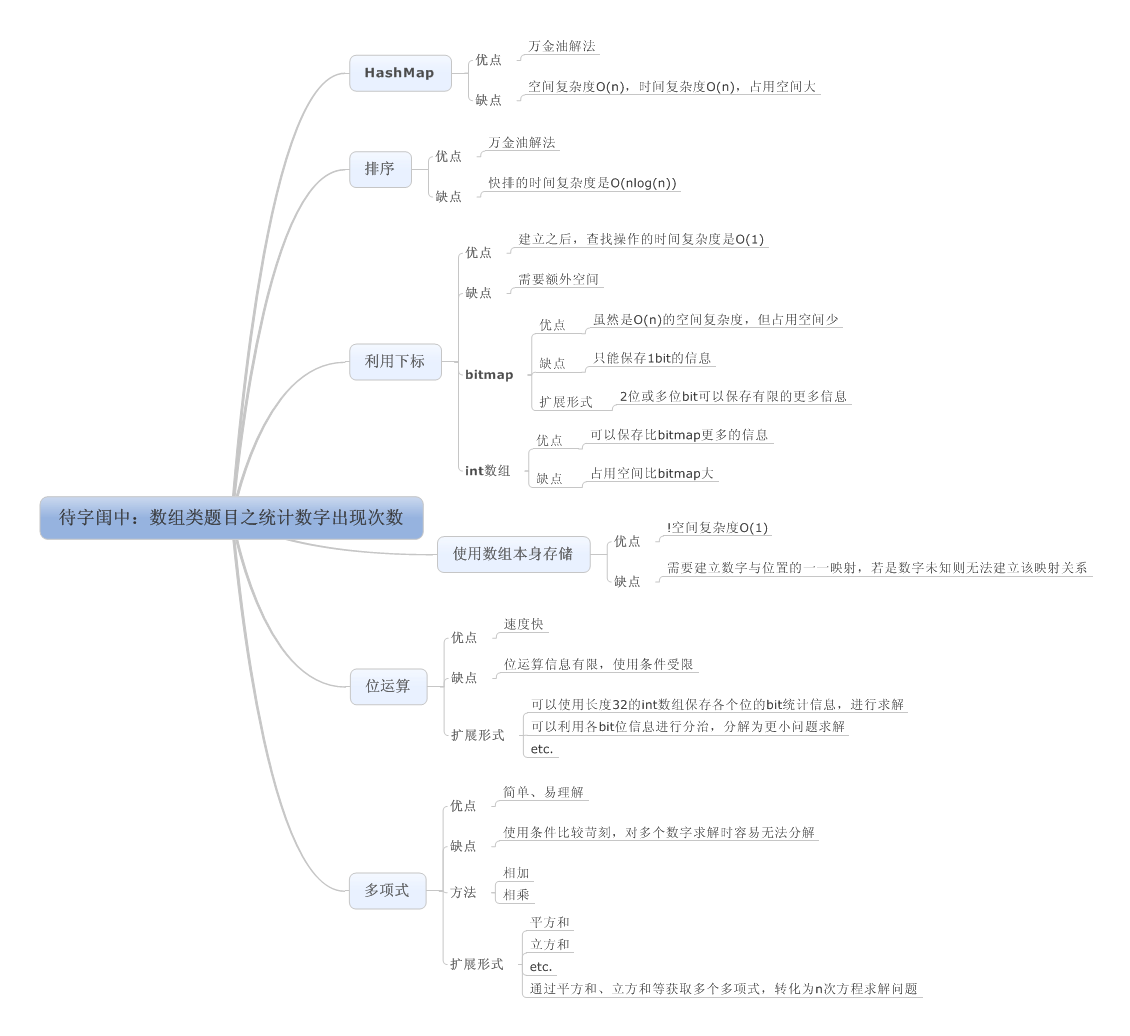 待字闺中：数组类题目之统计数字出现次数
HashMap
优点
万金油解法
缺点
空间复杂度O(n)，时间复杂度O(n)，占用空间大
排序
优点
万金油解法
缺点
快排的时间复杂度是O(nlog(n))
利用下标
优点
建立之后，查找操作的时间复杂度是O(1)
缺点
需要额外空间
bitmap
优点
虽然是O(n)的空间复杂度，但占用空间少
缺点
只能保存1bit的信息
扩展形式
2位或多位bit可以保存有限的更多信息
int数组
优点
可以保存比bitmap更多的信息
缺点
占用空间比bitmap大
使用数组本身存储
优点
!空间复杂度O(1)
缺点
需要建立数字与位置的一一映射，若是数字未知则无法建立该映射关系
位运算
优点
速度快
缺点
位运算信息有限，使用条件受限
扩展形式
可以使用长度32的int数组保存各个位的bit统计信息，进行求解
可以利用各bit位信息进行分治，分解为更小问题求解
etc.
多项式
优点
简单、易理解
缺点
使用条件比较苛刻，对多个数字求解时容易无法分解
方法
相加
相乘
扩展形式
平方和
立方和
etc.
通过平方和、立方和等获取多个多项式，转化为n次方程求解问题